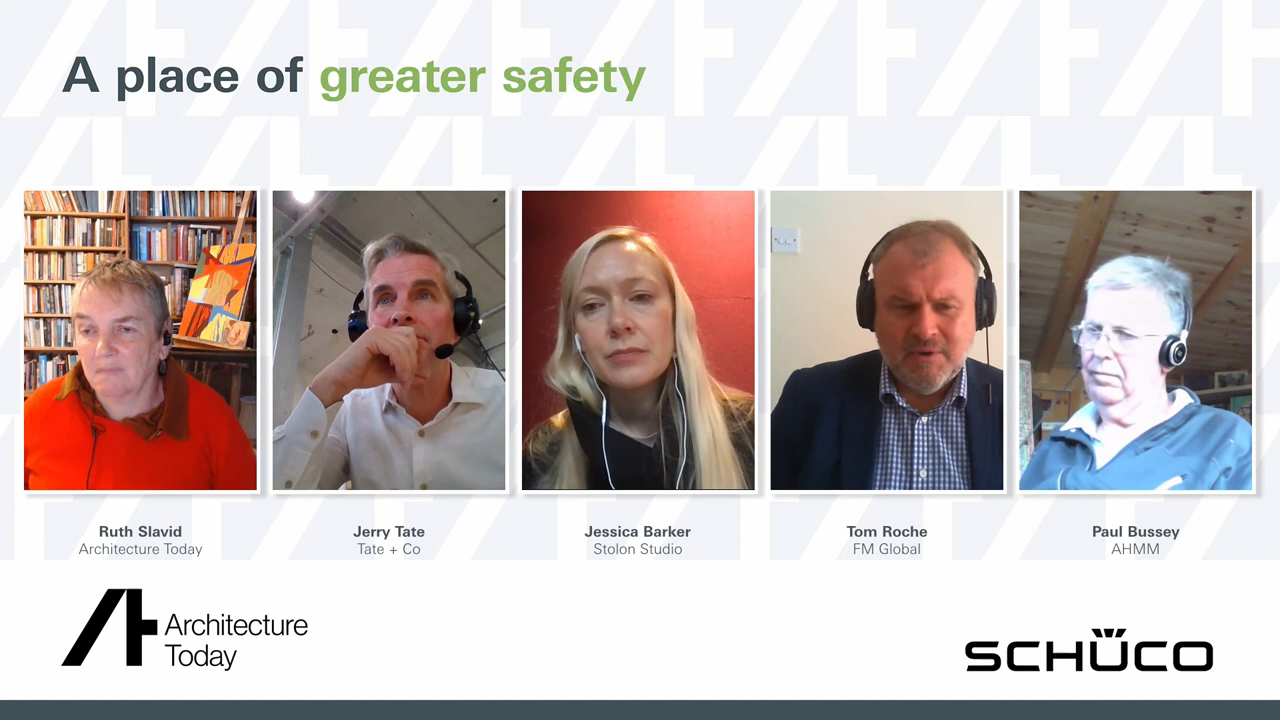 A place of greater safety
Ruth Slavid
Architecture Today
Jerry Tate
Tate + Co
Jessica Barker
Stolon Studio
Tom Roche
FM Global
Paul Bussey
AHMM
Architecture
Today
SCHÜCO